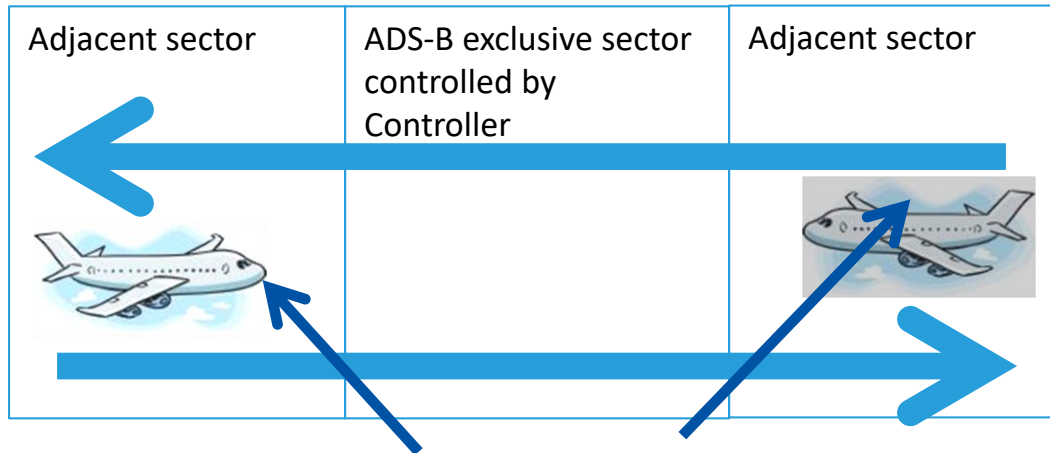 Adjacent sector
ADS-B exclusive sector
controlled by
Controller
Adjacent sector